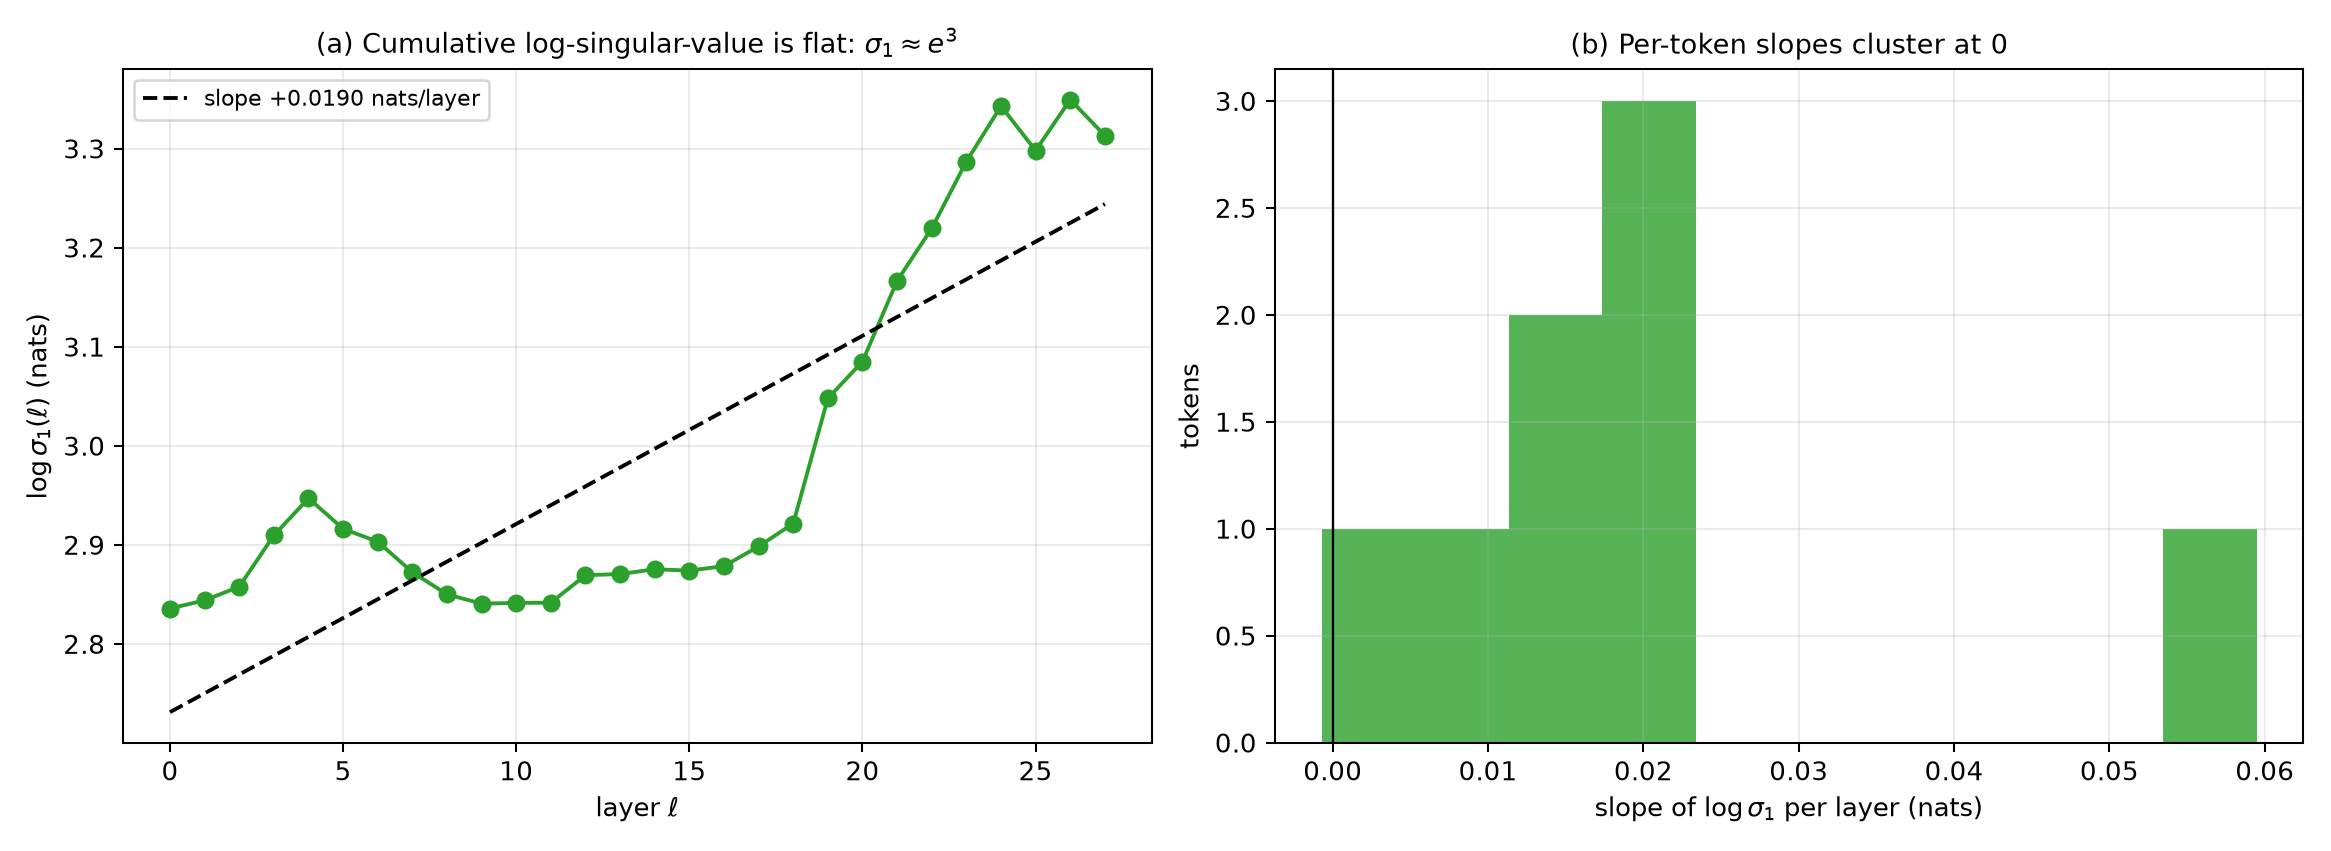 (a) Cumulative log-singular-value is flat: σ₁ ≈ e³
slope +0.0190 nats/layer
log σ₁(ℓ) (nats)
3.3
3.2
3.1
3.0
2.9
2.8
0 5 10 15 20 25
layer ℓ
(b) Per-token slopes cluster at 0
tokens
3.0
2.5
2.0
1.5
1.0
0.5
0.0
0.00 0.01 0.02 0.03 0.04 0.05 0.06
slope of log σ₁ per layer (nats)